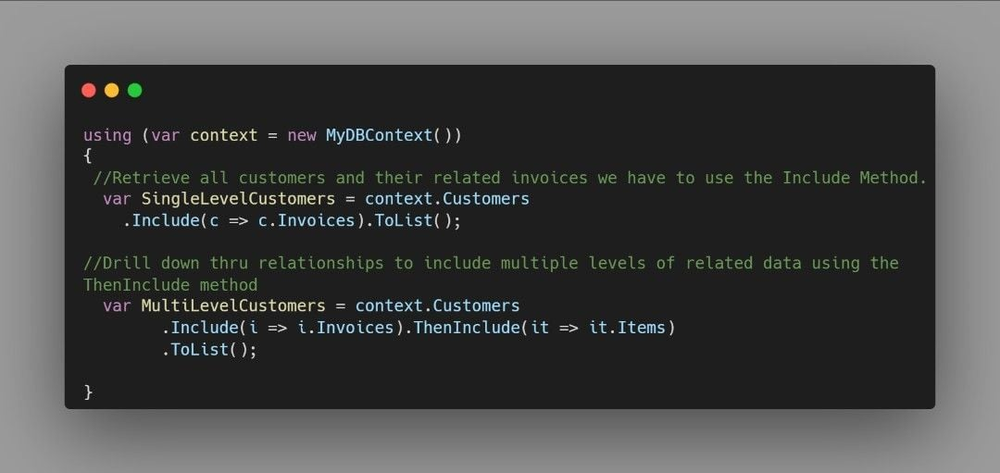 using (var context = new MyDBContext())
{
//Retrieve all customers and their related invoices we have to use the Include Method.
var SingleLevelCustomers = context.Customers
.Include(c => c.Invoices).ToList();
//Drill down thru relationships to include multiple levels of related data using the
ThenInclude method
var MultiLevelCustomers = context.Customers
.Include(i => i.Invoices).ThenInclude(it => it.Items)
.ToList();
}